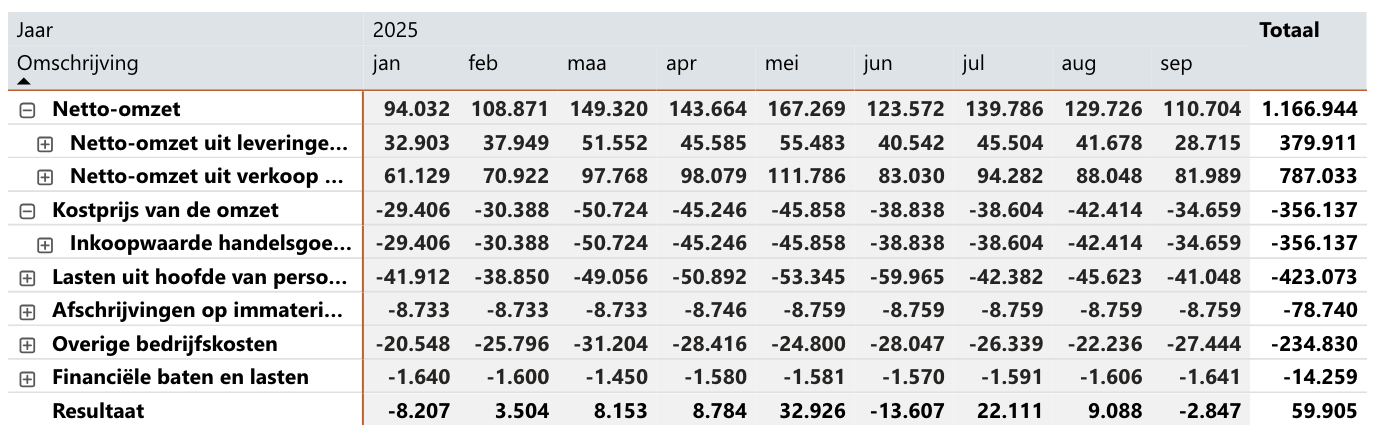 Jaar 2025 Totaal
Omschrijving jan feb maa apr mei jun jul aug sep
Netto-omzet 94.032 108.871 149.320 143.664 167.269 123.572 139.786 129.726 110.704 1.166.944
Netto-omzet uit leveringe... 32.903 37.949 51.552 45.585 55.483 40.542 45.504 41.678 28.715 379.911
Netto-omzet uit verkoop ... 61.129 70.922 97.768 98.079 111.786 83.030 94.282 88.048 81.989 787.033
Kostprijs van de omzet -29.406 -30.388 -50.724 -45.246 -45.858 -38.838 -38.604 -42.414 -34.659 -356.137
Inkoopwaarde handelsgoe... -29.406 -30.388 -50.724 -45.246 -45.858 -38.838 -38.604 -42.414 -34.659 -356.137
Lasten uit hoofde van perso... -41.912 -38.850 -49.056 -50.892 -53.345 -59.965 -42.382 -45.623 -41.048 -423.073
Afschrijvingen op immateri... -8.733 -8.733 -8.733 -8.746 -8.759 -8.759 -8.759 -8.759 -8.759 -78.740
Overige bedrijfskosten -20.548 -25.796 -31.204 -28.416 -24.800 -28.047 -26.339 -22.236 -27.444 -234.830
Financiële baten en lasten -1.640 -1.600 -1.450 -1.580 -1.581 -1.570 -1.591 -1.606 -1.641 -14.259
Resultaat -8.207 3.504 8.153 8.784 32.926 -13.607 22.111 9.088 -2.847 59.905